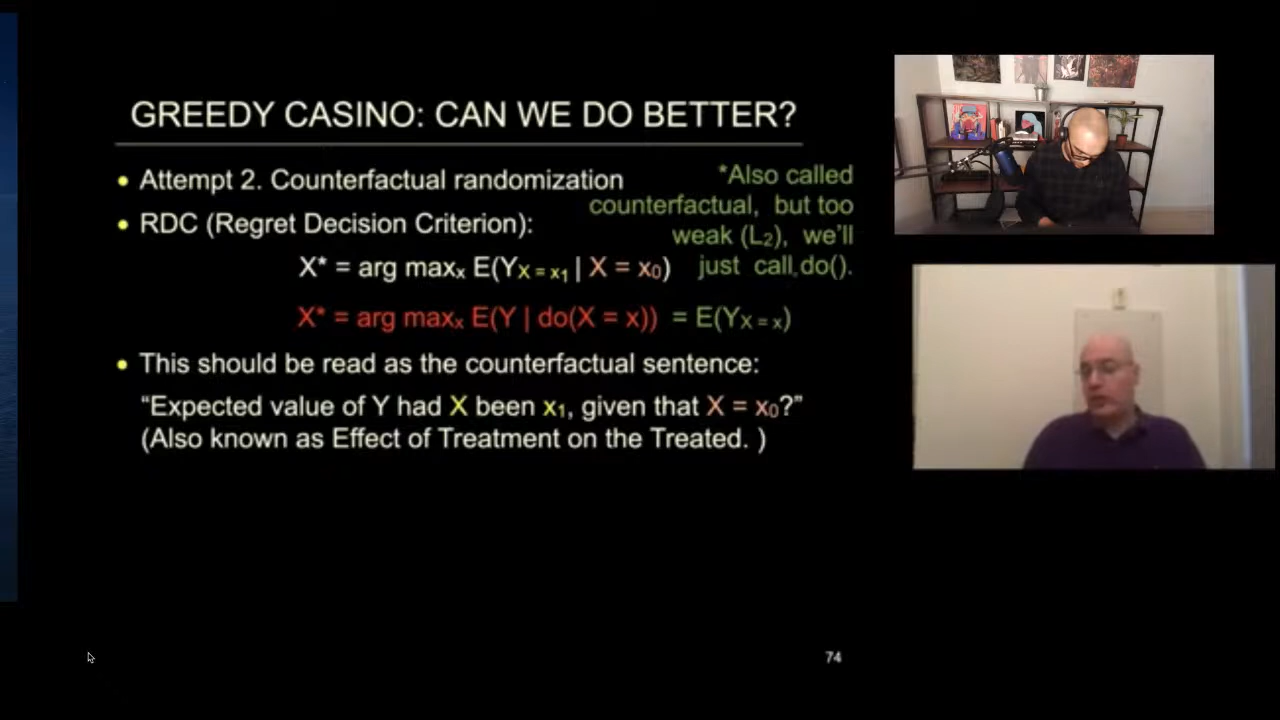 GREEDY CASINO: CAN WE DO BETTER?
• Attempt 2. Counterfactual randomization
*Also called
counterfactual, but too
weak (L₂), we'll
just call do().
• RDC (Regret Decision Criterion):
X* = arg maxₓ E(Y_{X = x₁} | X = x₀)
X* = arg maxₓ E(Y | do(X = x)) = E(Y_{X = x})
• This should be read as the counterfactual sentence:
"Expected value of Y had X been x₁, given that X = x₀?"
(Also known as Effect of Treatment on the Treated. )
74